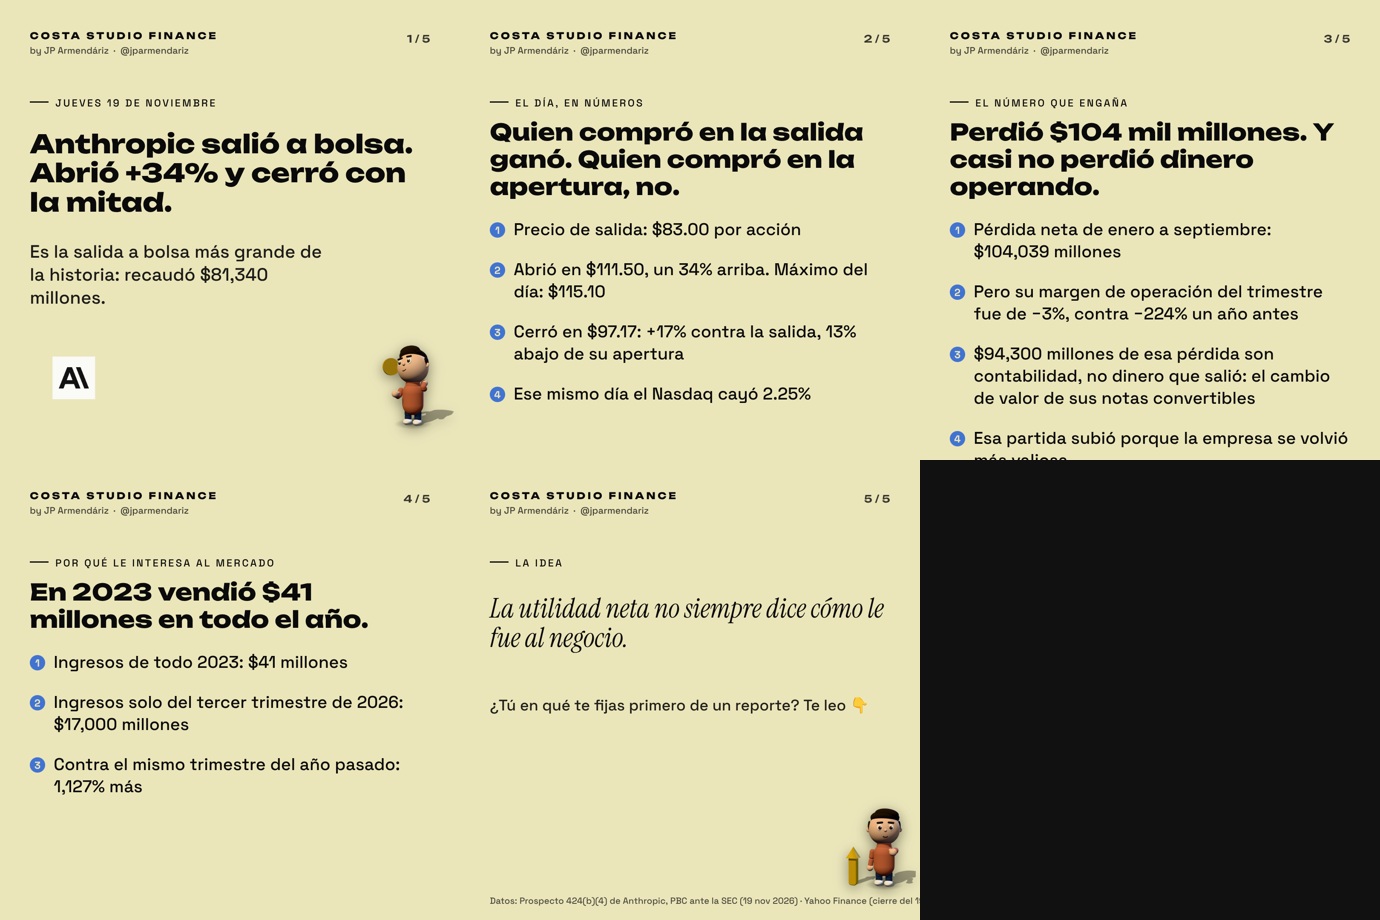 COSTA STUDIO FINANCE
by JP Armendáriz · @jparmendariz
1/5
JUEVES 19 DE NOVIEMBRE
Anthropic salió a bolsa.
Abrió +34% y cerró con
la mitad.
Es la salida a bolsa más grande de
la historia: recaudó $81,340
millones.
A\
COSTA STUDIO FINANCE
by JP Armendáriz · @jparmendariz
2/5
EL DÍA, EN NÚMEROS
Quien compró en la salida
ganó. Quien compró en la
apertura, no.
1 Precio de salida: $83.00 por acción
2 Abrió en $111.50, un 34% arriba. Máximo del
día: $115.10
3 Cerró en $97.17: +17% contra la salida, 13%
abajo de su apertura
4 Ese mismo día el Nasdaq cayó 2.25%
COSTA STUDIO FINANCE
by JP Armendáriz · @jparmendariz
3/5
EL NÚMERO QUE ENGAÑA
Perdió $104 mil millones. Y
casi no perdió dinero
operando.
1 Pérdida neta de enero a septiembre:
$104,039 millones
2 Pero su margen de operación del trimestre
fue de −3%, contra −224% un año antes
3 $94,300 millones de esa pérdida son
contabilidad, no dinero que salió: el cambio
de valor de sus notas convertibles
4 Esa partida subió porque la empresa se volvió
más valiosa
COSTA STUDIO FINANCE
by JP Armendáriz · @jparmendariz
4/5
POR QUÉ LE INTERESA AL MERCADO
En 2023 vendió $41
millones en todo el año.
1 Ingresos de todo 2023: $41 millones
2 Ingresos solo del tercer trimestre de 2026:
$17,000 millones
3 Contra el mismo trimestre del año pasado:
1,127% más
COSTA STUDIO FINANCE
by JP Armendáriz · @jparmendariz
5/5
LA IDEA
La utilidad neta no siempre dice cómo le
fue al negocio.
¿Tú en qué te fijas primero de un reporte? Te leo 👇
Datos: Prospecto 424(b)(4) de Anthropic, PBC ante la SEC (19 nov 2026) · Yahoo Finance (cierre del